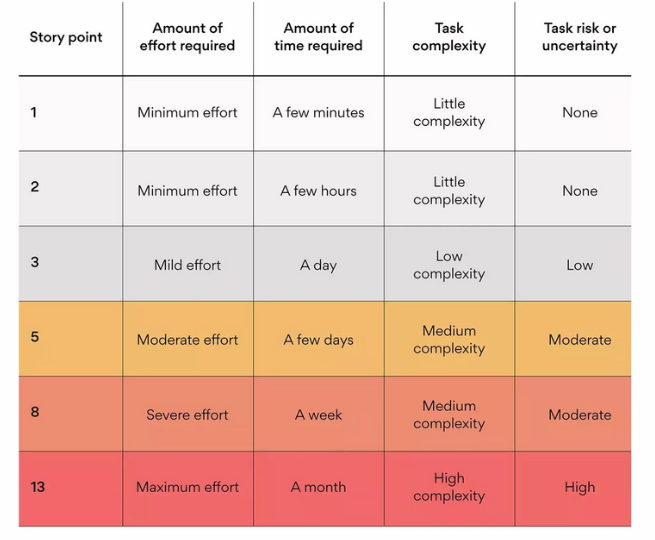 Story point
Amount of
effort required
Amount of
time required
Task
complexity
Task risk or
uncertainty
1
Minimum effort
A few minutes
Little
complexity
None
2
Minimum effort
A few hours
Little
complexity
None
3
Mild effort
A day
Low
complexity
Low
5
Moderate effort
A few days
Medium
complexity
Moderate
8
Severe effort
A week
Medium
complexity
Moderate
13
Maximum effort
A month
High
complexity
High